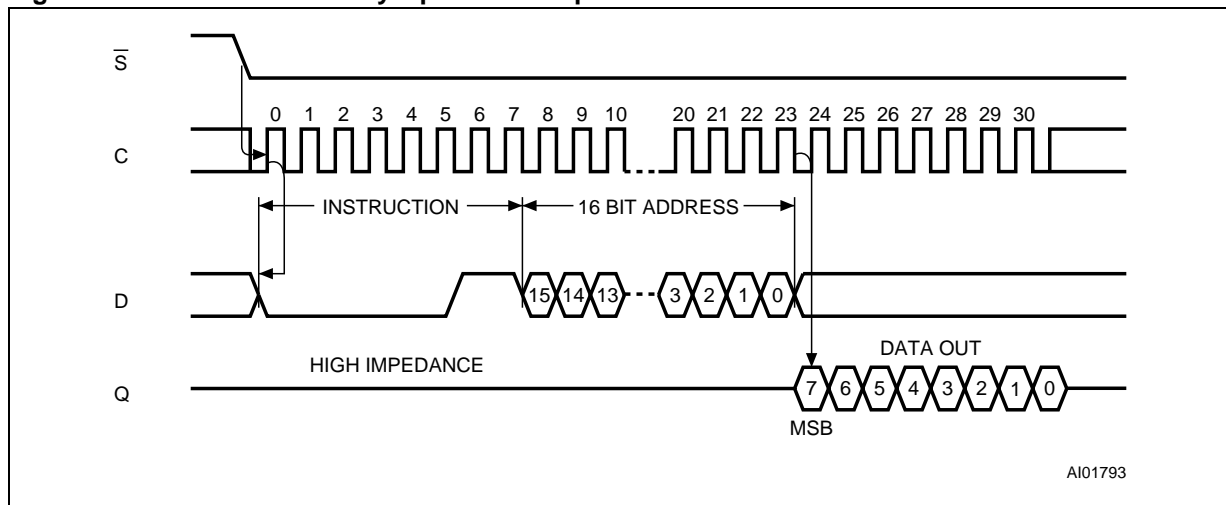 S
0 1 2 3 4 5 6 7 8 9 10 20 21 22 23 24 25 26 27 28 29 30
C
INSTRUCTION 16 BIT ADDRESS
D
15 14 13 3 2 1 0
HIGH IMPEDANCE
DATA OUT
Q
7 6 5 4 3 2 1 0
MSB
AI01793